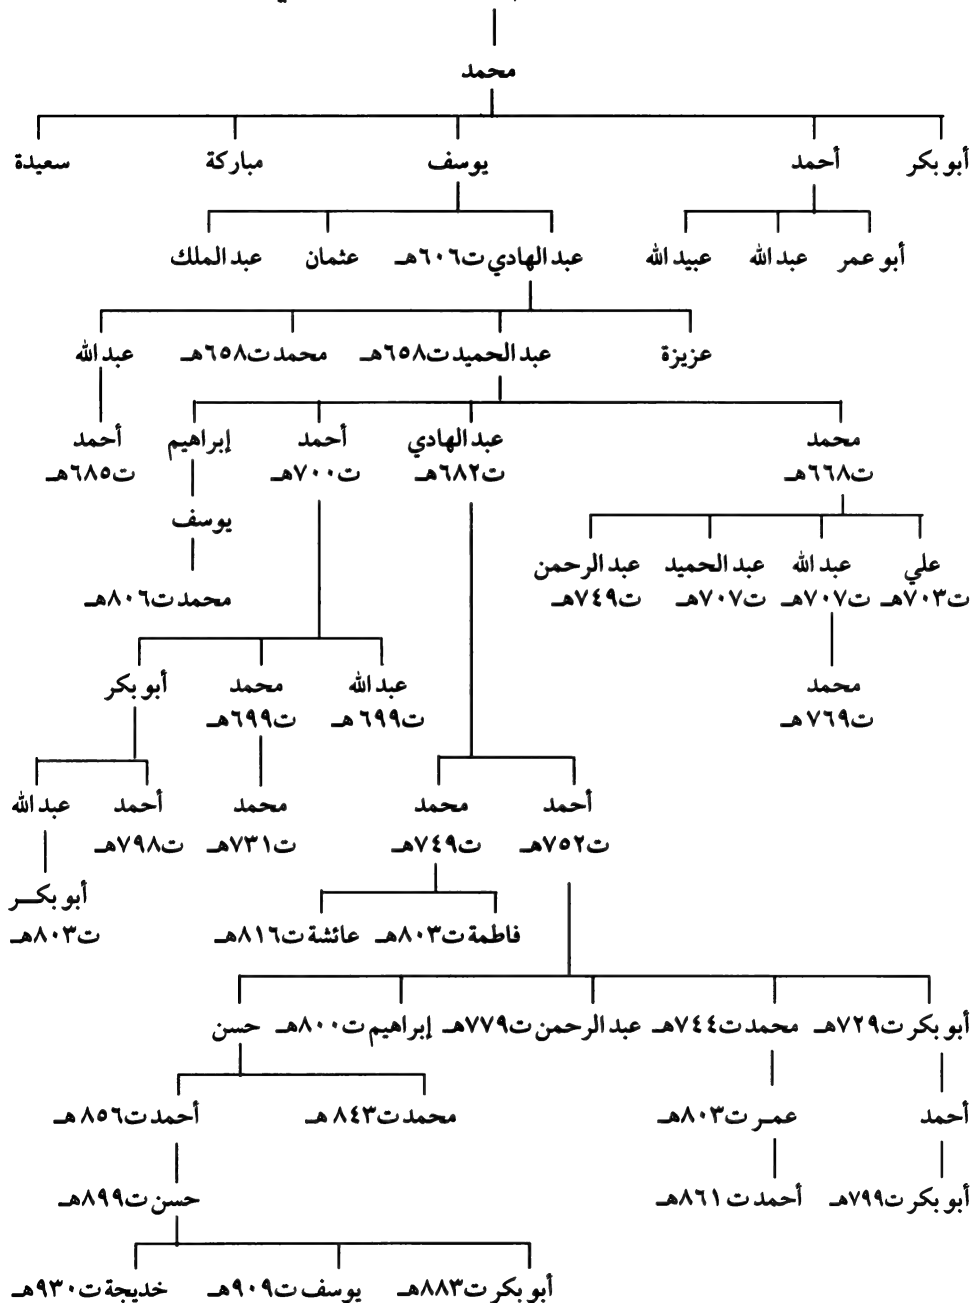 محمد
أبو بكر أحمد يوسف مباركة سعيدة
أبو عمر عبد الله عبيد الله عبد الهادي ت٦٠٦هـ عثمان عبد الملك
عزيزة عبد الحميد ت٦٥٨هـ محمد ت٦٥٨هـ عبد الله
محمد عبد الهادي أحمد إبراهيم أحمد
ت٦٦٨هـ ت٦٨٢هـ ت٧٠٠هـ ت٦٨٥هـ
يوسف
علي عبد الله عبد الحميد عبد الرحمن
ت٧٠٣هـ ت٧٠٧هـ ت٧٠٧هـ ت٧٤٩هـ محمد ت٨٠٦هـ
محمد عبد الله محمد أبو بكر
ت٧٦٩هـ ت٦٩٩هـ ت٦٩٩هـ
أحمد محمد محمد أحمد عبد الله
ت٧٥٢هـ ت٧٤٩هـ ت٧٣١هـ ت٧٩٨هـ
أبو بكـر
فاطمة ت٨٠٣هـ عائشة ت٨١٦هـ ت٨٠٣هـ
أبو بكر ت٧٢٩هـ محمد ت٧٤٤هـ عبد الرحمن ت٧٧٩هـ إبراهيم ت٨٠٠هـ حسن
أحمد عمـر ت٨٠٣هـ محمد ت٨٤٣هـ أحمد ت٨٥٦هـ
أبو بكر ت٧٩٩هـ أحمد ت٨٦١هـ حسن ت٨٩٩هـ
أبو بكر ت٨٨٣هـ يوسف ت٩٠٩هـ خديجة ت٩٣٠هـ